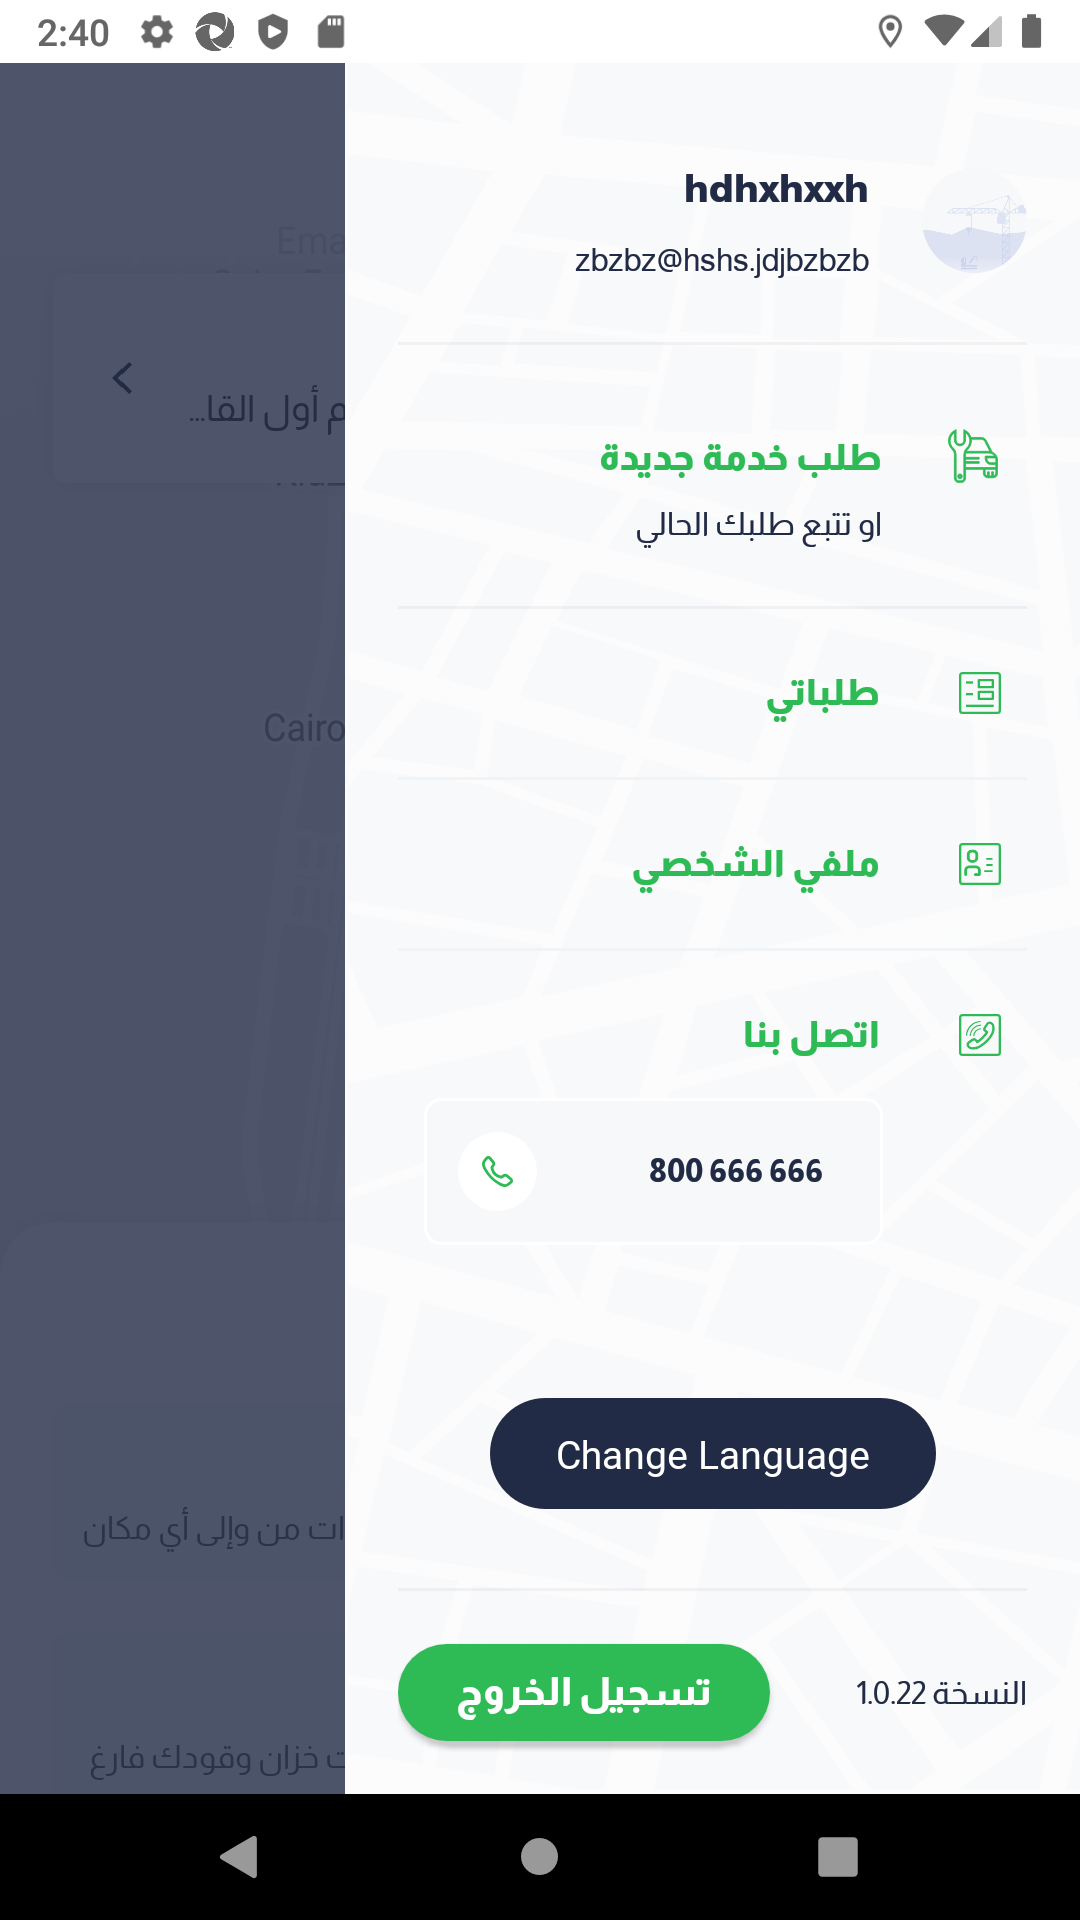 2:40
hdhxhxxh
zbzbz@hshs.jdjbzbzb
طلب خدمة جديدة
او تتبع طلبك الحالي
طلباتي
ملفي الشخصي
اتصل بنا
800 666 666
Change Language
النسخة 1.0.22
تسجيل الخروج
Ema
م أول القا...
Cairo
ات من وإلى أي مكان
ت خزان وقودك فارغ